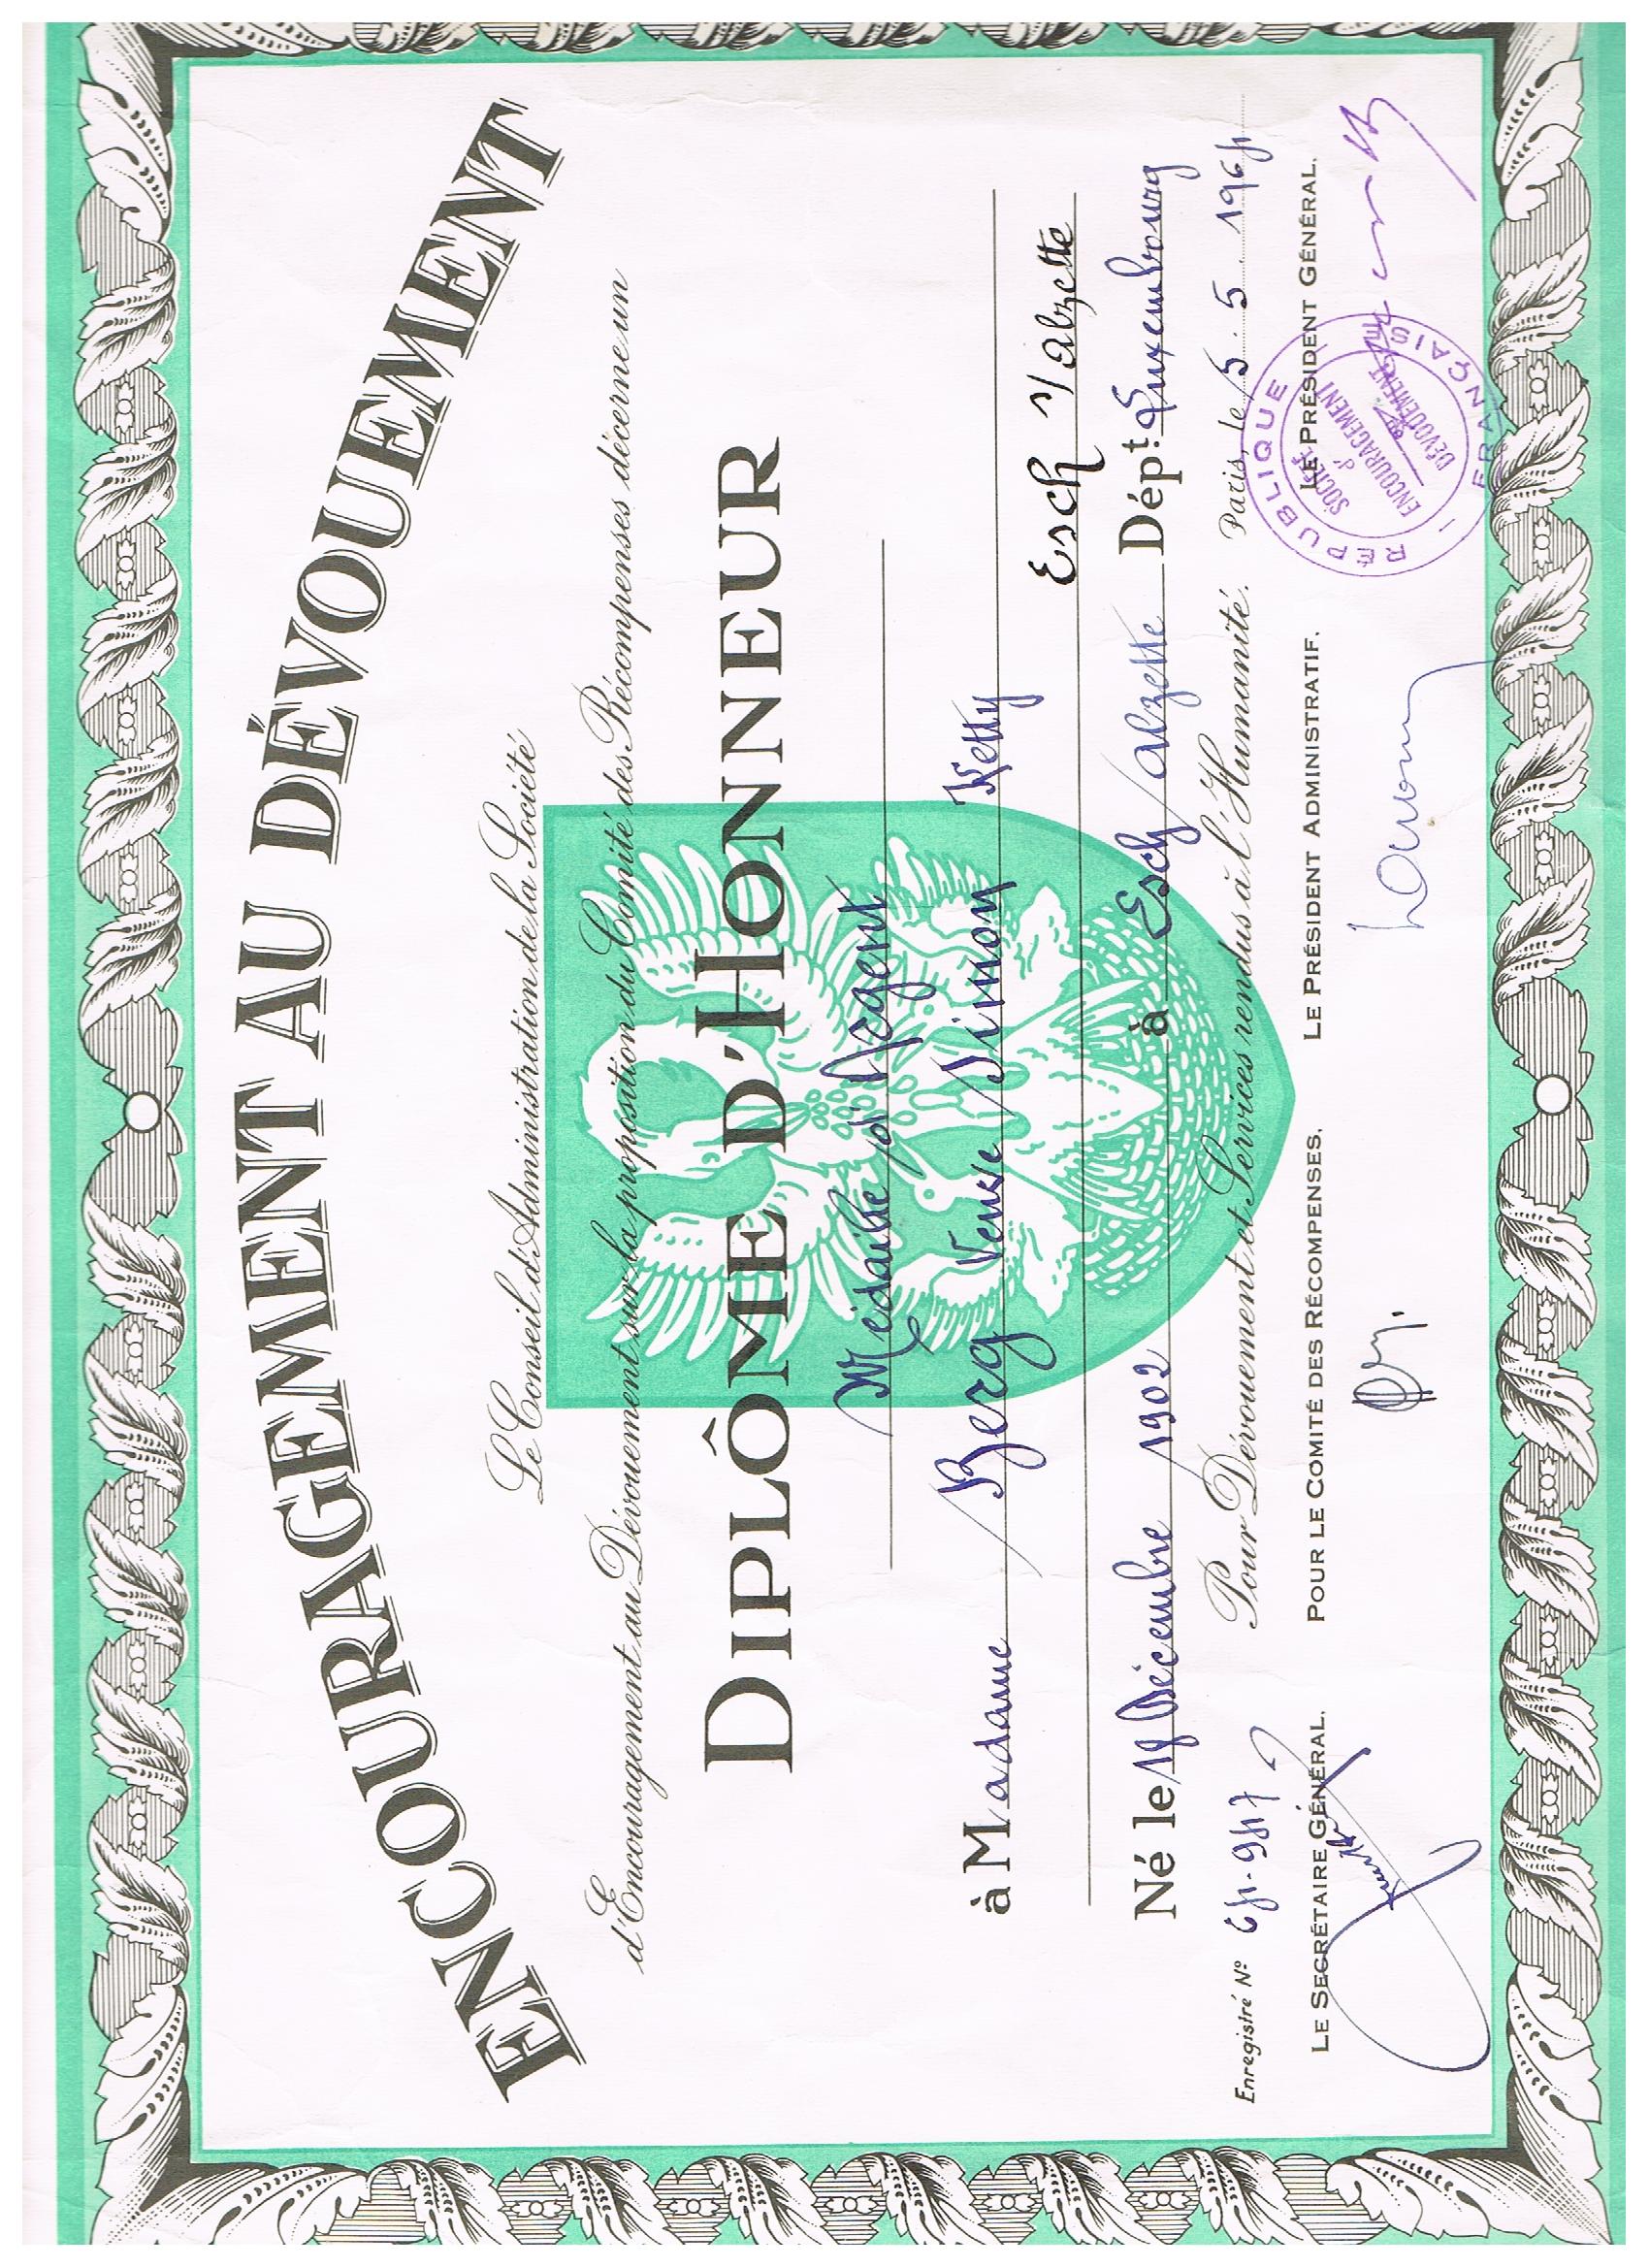 ENCOURAGEMENT AU DÉVOUEMENT
Le Conseil d'Administration de la Société
d'Encouragement au Dévouement sur la proposition du Comité des Récompenses décerne un
DIPLÔME D'HONNEUR
Médaille d'Argent
à Madame Berg Veuve Simon Ketty
Esch s/alzette
Né le Décembre 1902 à Esch/alzette Dépt. Luxembourg
Pour Dévouement et Services rendus à l'Humanité. Paris, le 5. 5.
Enregistré N°
LE SECRÉTAIRE GÉNÉRAL, POUR LE COMITÉ DES RÉCOMPENSES, LE PRÉSIDENT ADMINISTRATIF, LE PRÉSIDENT GÉNÉRAL,
RÉPUBLIQUE FRANÇAISE
SOCIÉTÉ
d'
ENCOURAGEMENT
au
DÉVOUEMENT